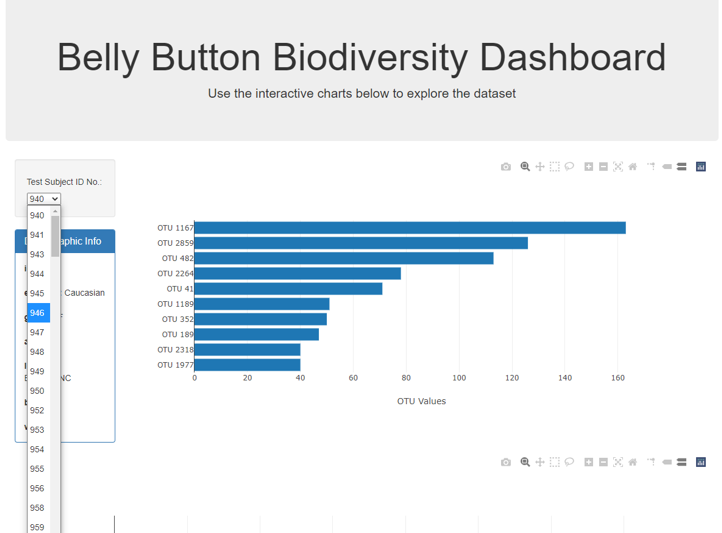 Belly Button Biodiversity Dashboard
Use the interactive charts below to explore the dataset
Test Subject ID No.:
940
940
941
943
944
945
946
947
948
949
950
952
953
954
955
956
958
959
aphic Info
Caucasian
NC
OTU 1167
OTU 2859
OTU 482
OTU 2264
OTU 41
OTU 1189
OTU 352
OTU 189
OTU 2318
OTU 1977
0 20 40 60 80 100 120 140 160
OTU Values